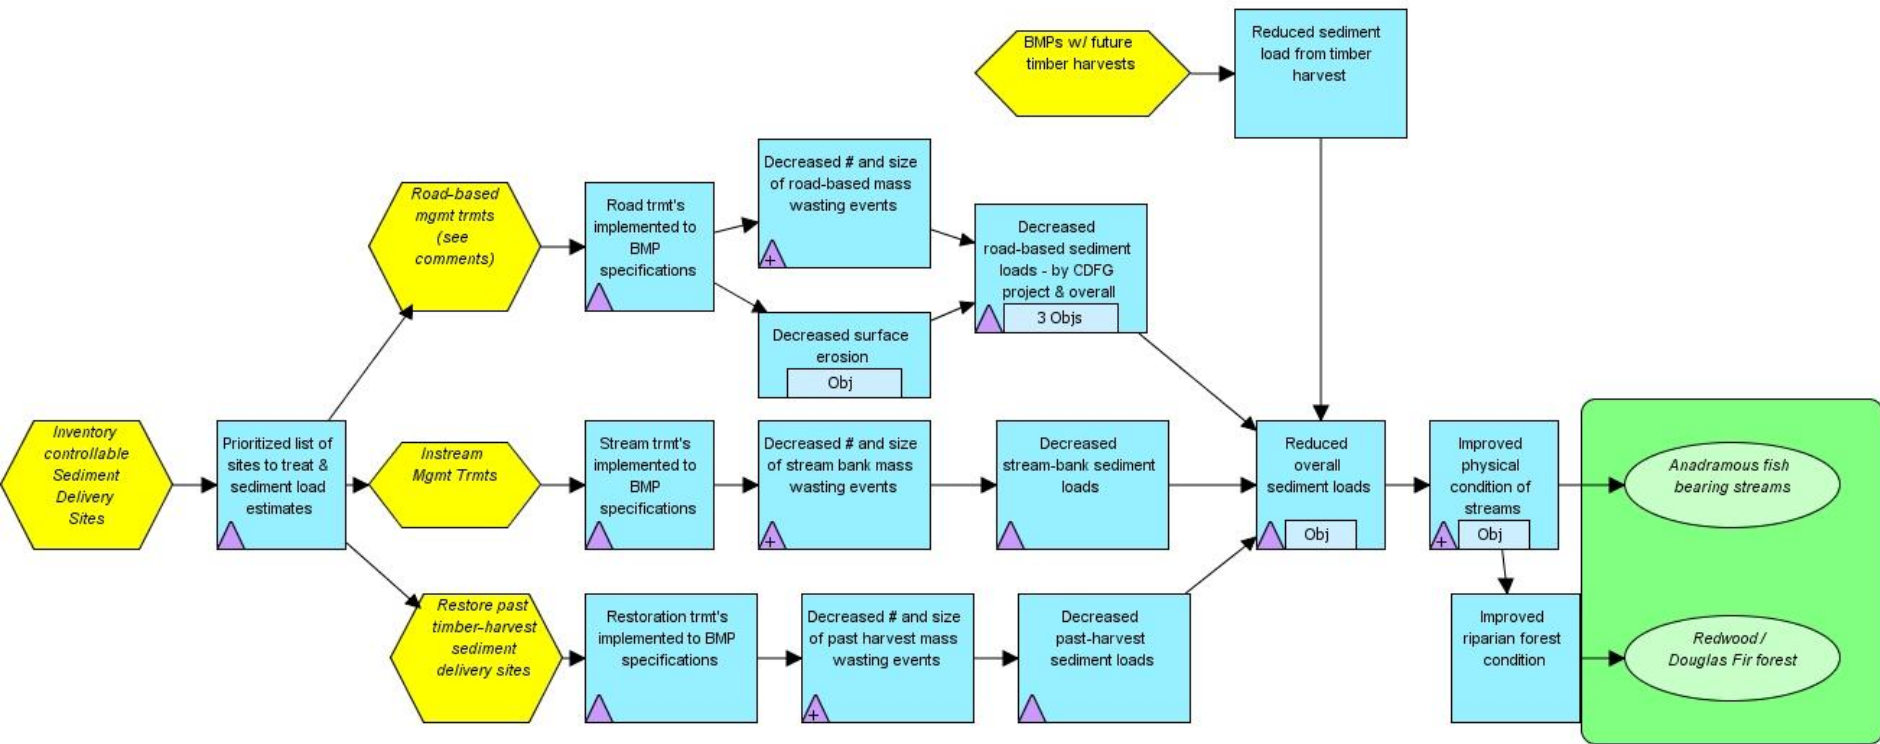 BMPs w/ future
timber harvests
Reduced sediment
load from timber
harvest
Road-based
mgmt trmts
(see
comments)
Road trmt's
implemented to
BMP
specifications
Decreased # and size
of road-based mass
wasting events
+
Decreased surface
erosion
Obj
Decreased
road-based sediment
loads - by CDFG
project & overall
3 Objs
Inventory
controllable
Sediment
Delivery
Sites
Prioritized list of
sites to treat &
sediment load
estimates
Instream
Mgmt Trmts
Stream trmt's
implemented to
BMP
specifications
Decreased # and size
of stream bank mass
wasting events
+
Decreased
stream-bank sediment
loads
Reduced
overall
sediment loads
Obj
Improved
physical
condition of
streams
+
Obj
Anadramous fish
bearing streams
Restore past
timber-harvest
sediment
delivery sites
Restoration trmt's
implemented to BMP
specifications
Decreased # and size
of past harvest mass
wasting events
+
Decreased
past-harvest
sediment loads
Improved
riparian forest
condition
Redwood /
Douglas Fir forest